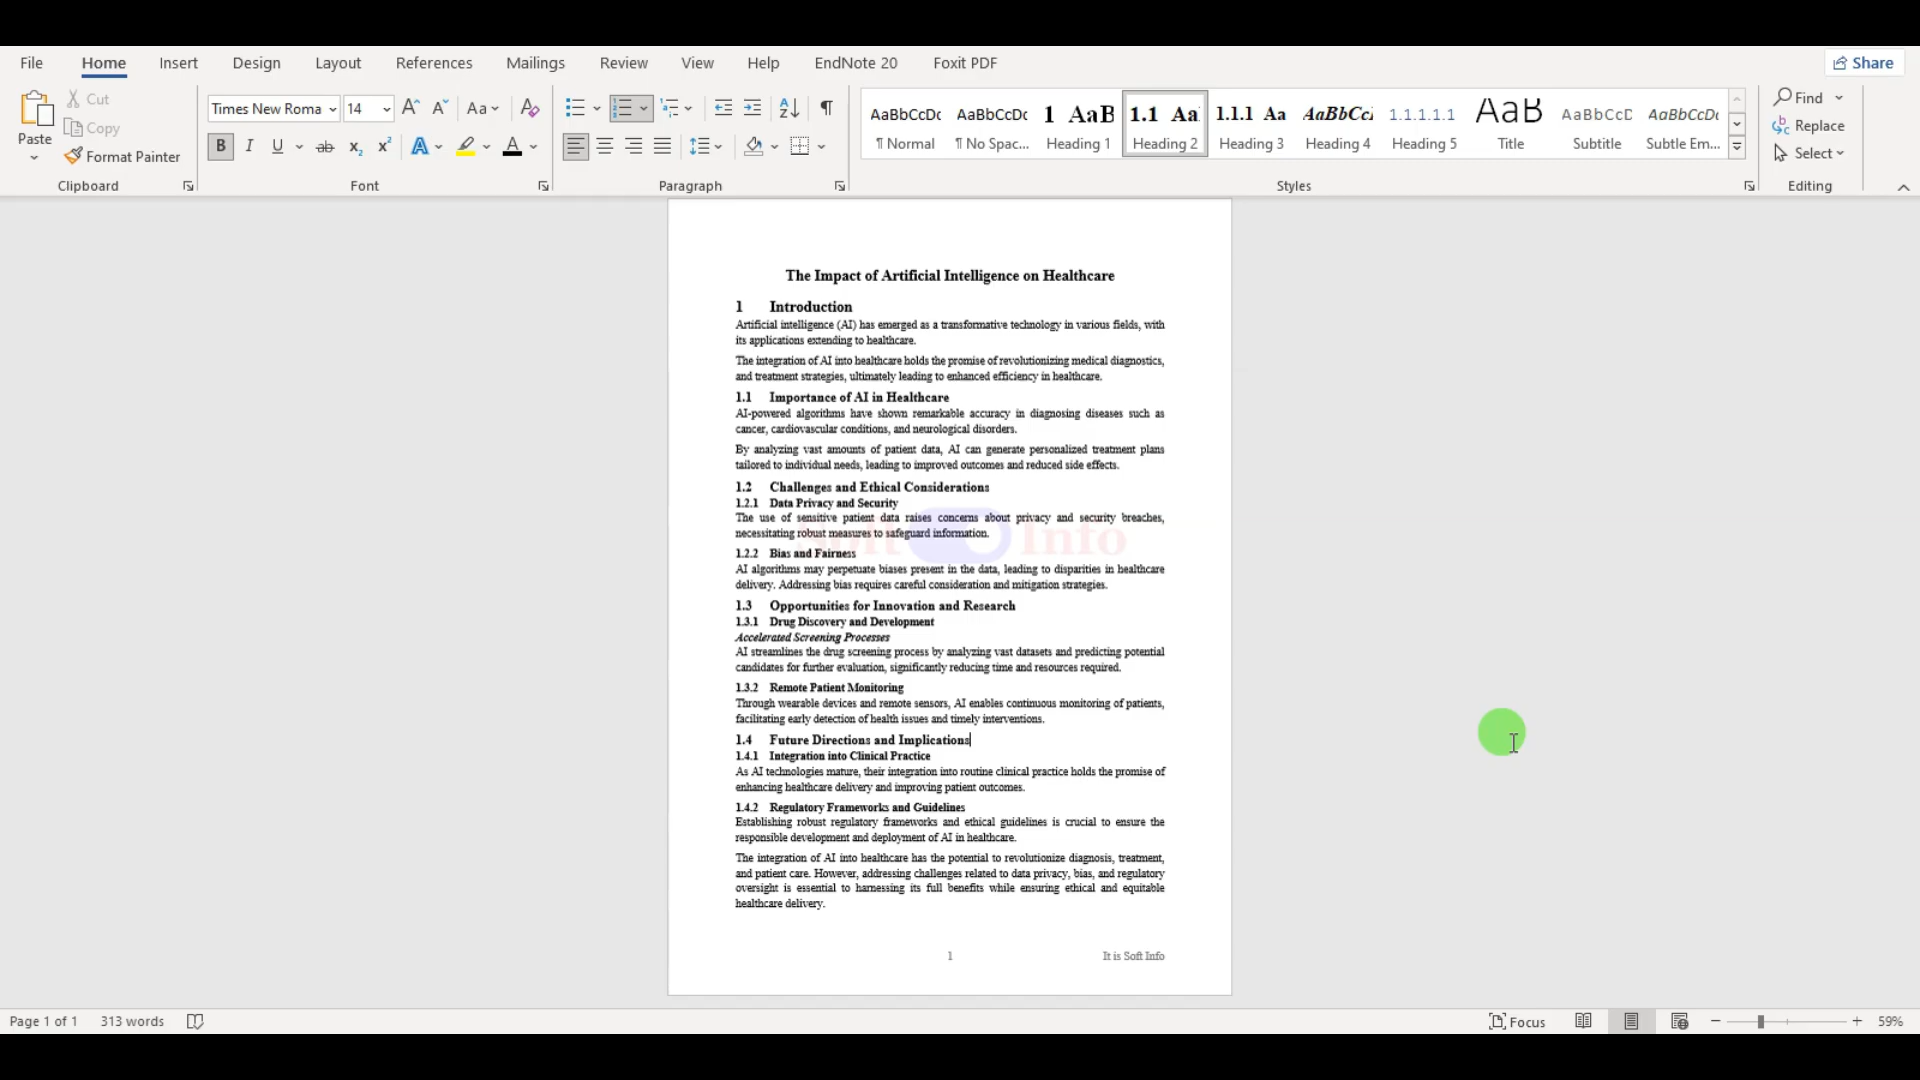 File Home Insert Design Layout References Mailings Review View Help EndNote 20 Foxit PDF Share
Paste Cut Copy Format Painter Clipboard
Times New Roma 14 Font
Paragraph
AaBbCcDc ¶ Normal
AaBbCcDc ¶ No Spac...
1 AaB Heading 1
1.1 Aa Heading 2
1.1.1 Aa Heading 3
AaBbCc Heading 4
1.1.1.1.1 Heading 5
AaB Title
AaBbCcD Subtitle
AaBbCcDc Subtle Em...
Styles
Find Replace Select Editing
The Impact of Artificial Intelligence on Healthcare
1 Introduction
Artificial intelligence (AI) has emerged as a transformative technology in various fields, with
its applications extending to healthcare.
The integration of AI into healthcare holds the promise of revolutionizing medical diagnostics,
and treatment strategies, ultimately leading to enhanced efficiency in healthcare.
1.1 Importance of AI in Healthcare
AI-powered algorithms have shown remarkable accuracy in diagnosing diseases such as
cancer, cardiovascular conditions, and neurological disorders.
By analyzing vast amounts of patient data, AI can generate personalized treatment plans
tailored to individual needs, leading to improved outcomes and reduced side effects.
1.2 Challenges and Ethical Considerations
1.2.1 Data Privacy and Security
The use of sensitive patient data raises concerns about privacy and security breaches,
necessitating robust measures to safeguard information.
Soft Info
1.2.2 Bias and Fairness
AI algorithms may perpetuate biases present in the data, leading to disparities in healthcare
delivery. Addressing bias requires careful consideration and mitigation strategies.
1.3 Opportunities for Innovation and Research
1.3.1 Drug Discovery and Development
Accelerated Screening Processes
AI streamlines the drug screening process by analyzing vast datasets and predicting potential
candidates for further evaluation, significantly reducing time and resources required.
1.3.2 Remote Patient Monitoring
Through wearable devices and remote sensors, AI enables continuous monitoring of patients,
facilitating early detection of health issues and timely interventions.
1.4 Future Directions and Implications
1.4.1 Integration into Clinical Practice
As AI technologies mature, their integration into routine clinical practice holds the promise of
enhancing healthcare delivery and improving patient outcomes.
1.4.2 Regulatory Frameworks and Guidelines
Establishing robust regulatory frameworks and ethical guidelines is crucial to ensure the
responsible development and deployment of AI in healthcare.
The integration of AI into healthcare has the potential to revolutionize diagnosis, treatment,
and patient care. However, addressing challenges related to data privacy, bias, and regulatory
oversight is essential to harnessing its full benefits while ensuring ethical and equitable
healthcare delivery.
1 It is Soft Info
Page 1 of 1 313 words Focus 59%